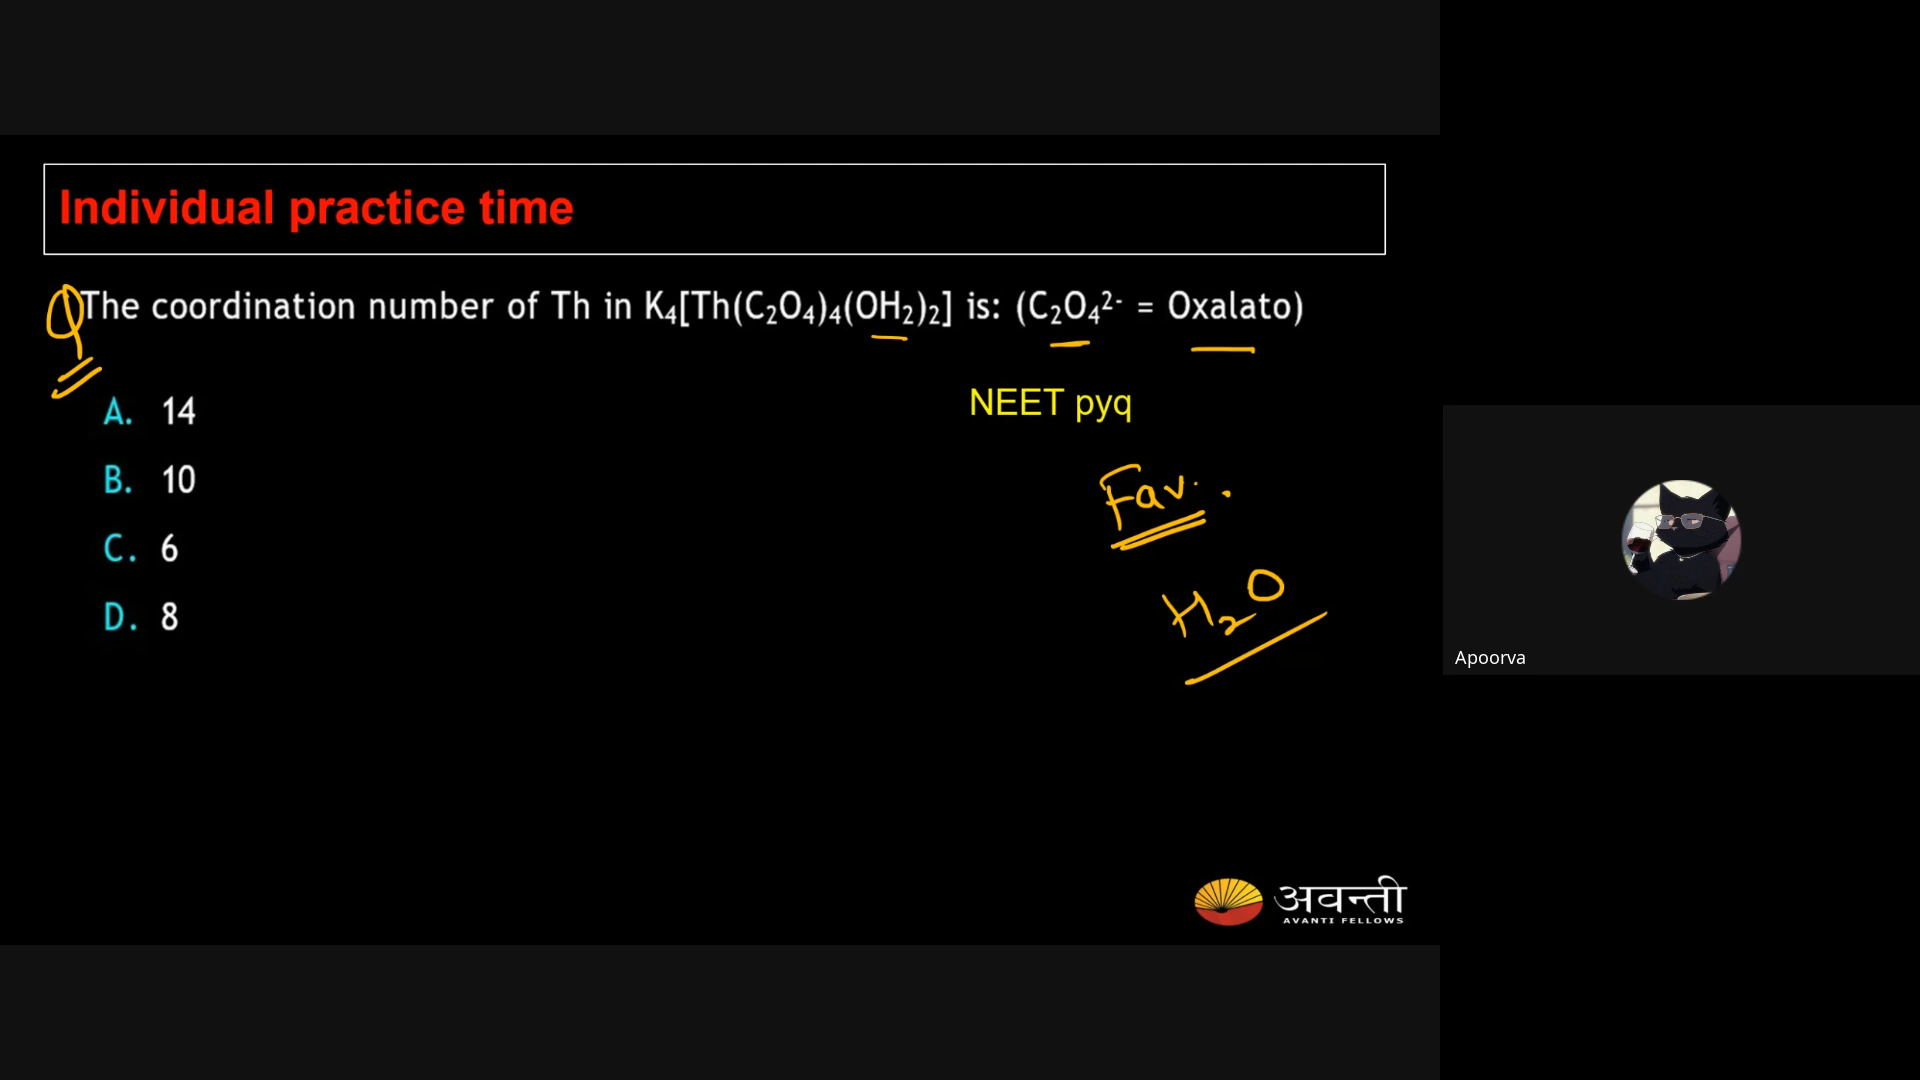 Individual practice time
Q The coordination number of Th in K₄[Th(C₂O₄)₄(OH₂)₂] is: (C₂O₄²⁻ = Oxalato)
A. 14
B. 10
C. 6
D. 8
NEET pyq
Fav.
H₂O
अवन्ती
AVANTI FELLOWS
Apoorva